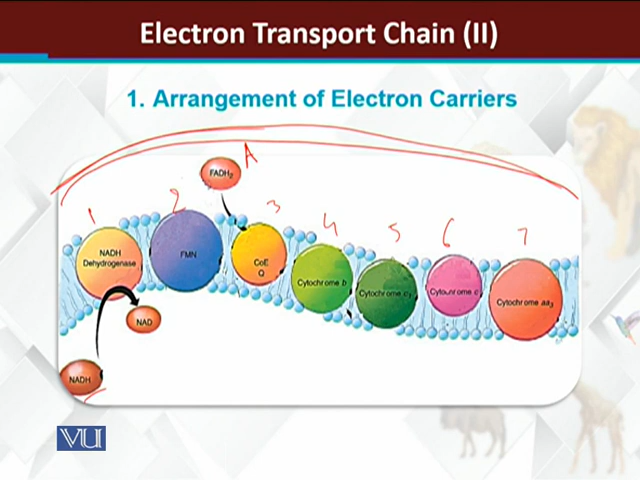 Electron Transport Chain (II)
1. Arrangement of Electron Carriers
A
FADH₂
1
2
3
4
5
6
7
NADH
Dehydrogenase
FMN
CoE
Q
Cytochrome b
Cytochrome c₁
Cytochrome c
Cytochrome aa₃
NAD
NADH
VU